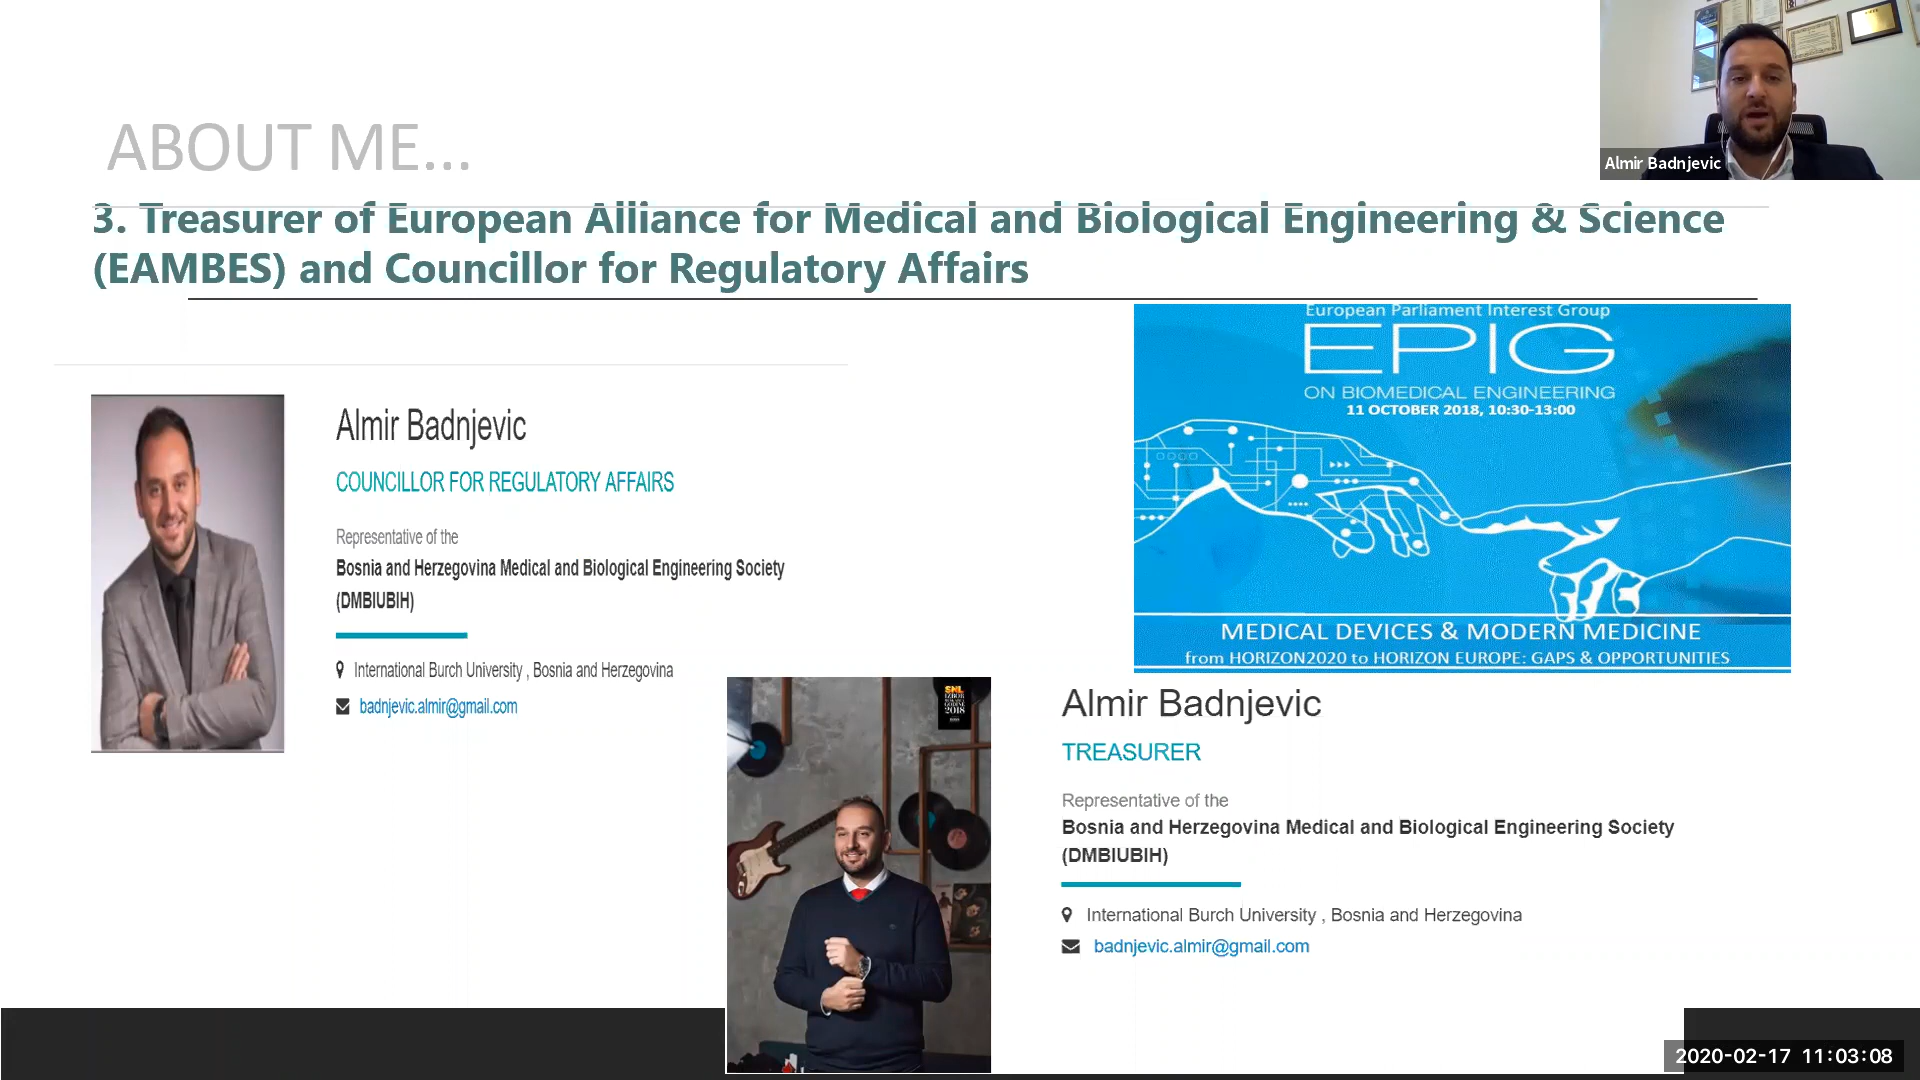 ABOUT ME...
Almir Badnjevic
3. Treasurer of European Alliance for Medical and Biological Engineering & Science
(EAMBES) and Councillor for Regulatory Affairs
European Parliament Interest Group
EPIG
ON BIOMEDICAL ENGINEERING
11 OCTOBER 2018, 10:30-13:00
MEDICAL DEVICES & MODERN MEDICINE
from HORIZON2020 to HORIZON EUROPE: GAPS & OPPORTUNITIES
Almir Badnjevic
COUNCILLOR FOR REGULATORY AFFAIRS
Representative of the
Bosnia and Herzegovina Medical and Biological Engineering Society
(DMBIUBIH)
International Burch University , Bosnia and Herzegovina
badnjevic.almir@gmail.com
SNL
IZBOR
GODINE
2018
Almir Badnjevic
TREASURER
Representative of the
Bosnia and Herzegovina Medical and Biological Engineering Society
(DMBIUBIH)
International Burch University , Bosnia and Herzegovina
badnjevic.almir@gmail.com
2020-02-17 11:03:08